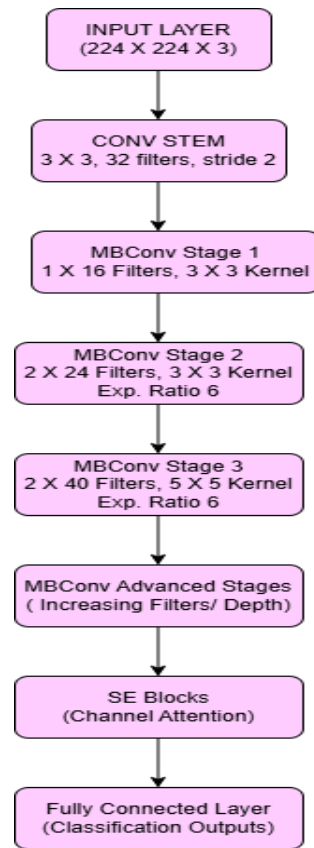 INPUT LAYER
(224 X 224 X 3)
CONV STEM
3 X 3, 32 filters, stride 2
MBConv Stage 1
1 X 16 Filters, 3 X 3 Kernel
MBConv Stage 2
2 X 24 Filters, 3 X 3 Kernel
Exp. Ratio 6
MBConv Stage 3
2 X 40 Filters, 5 X 5 Kernel
Exp. Ratio 6
MBConv Advanced Stages
( Increasing Filters/ Depth)
SE Blocks
(Channel Attention)
Fully Connected Layer
(Classification Outputs)